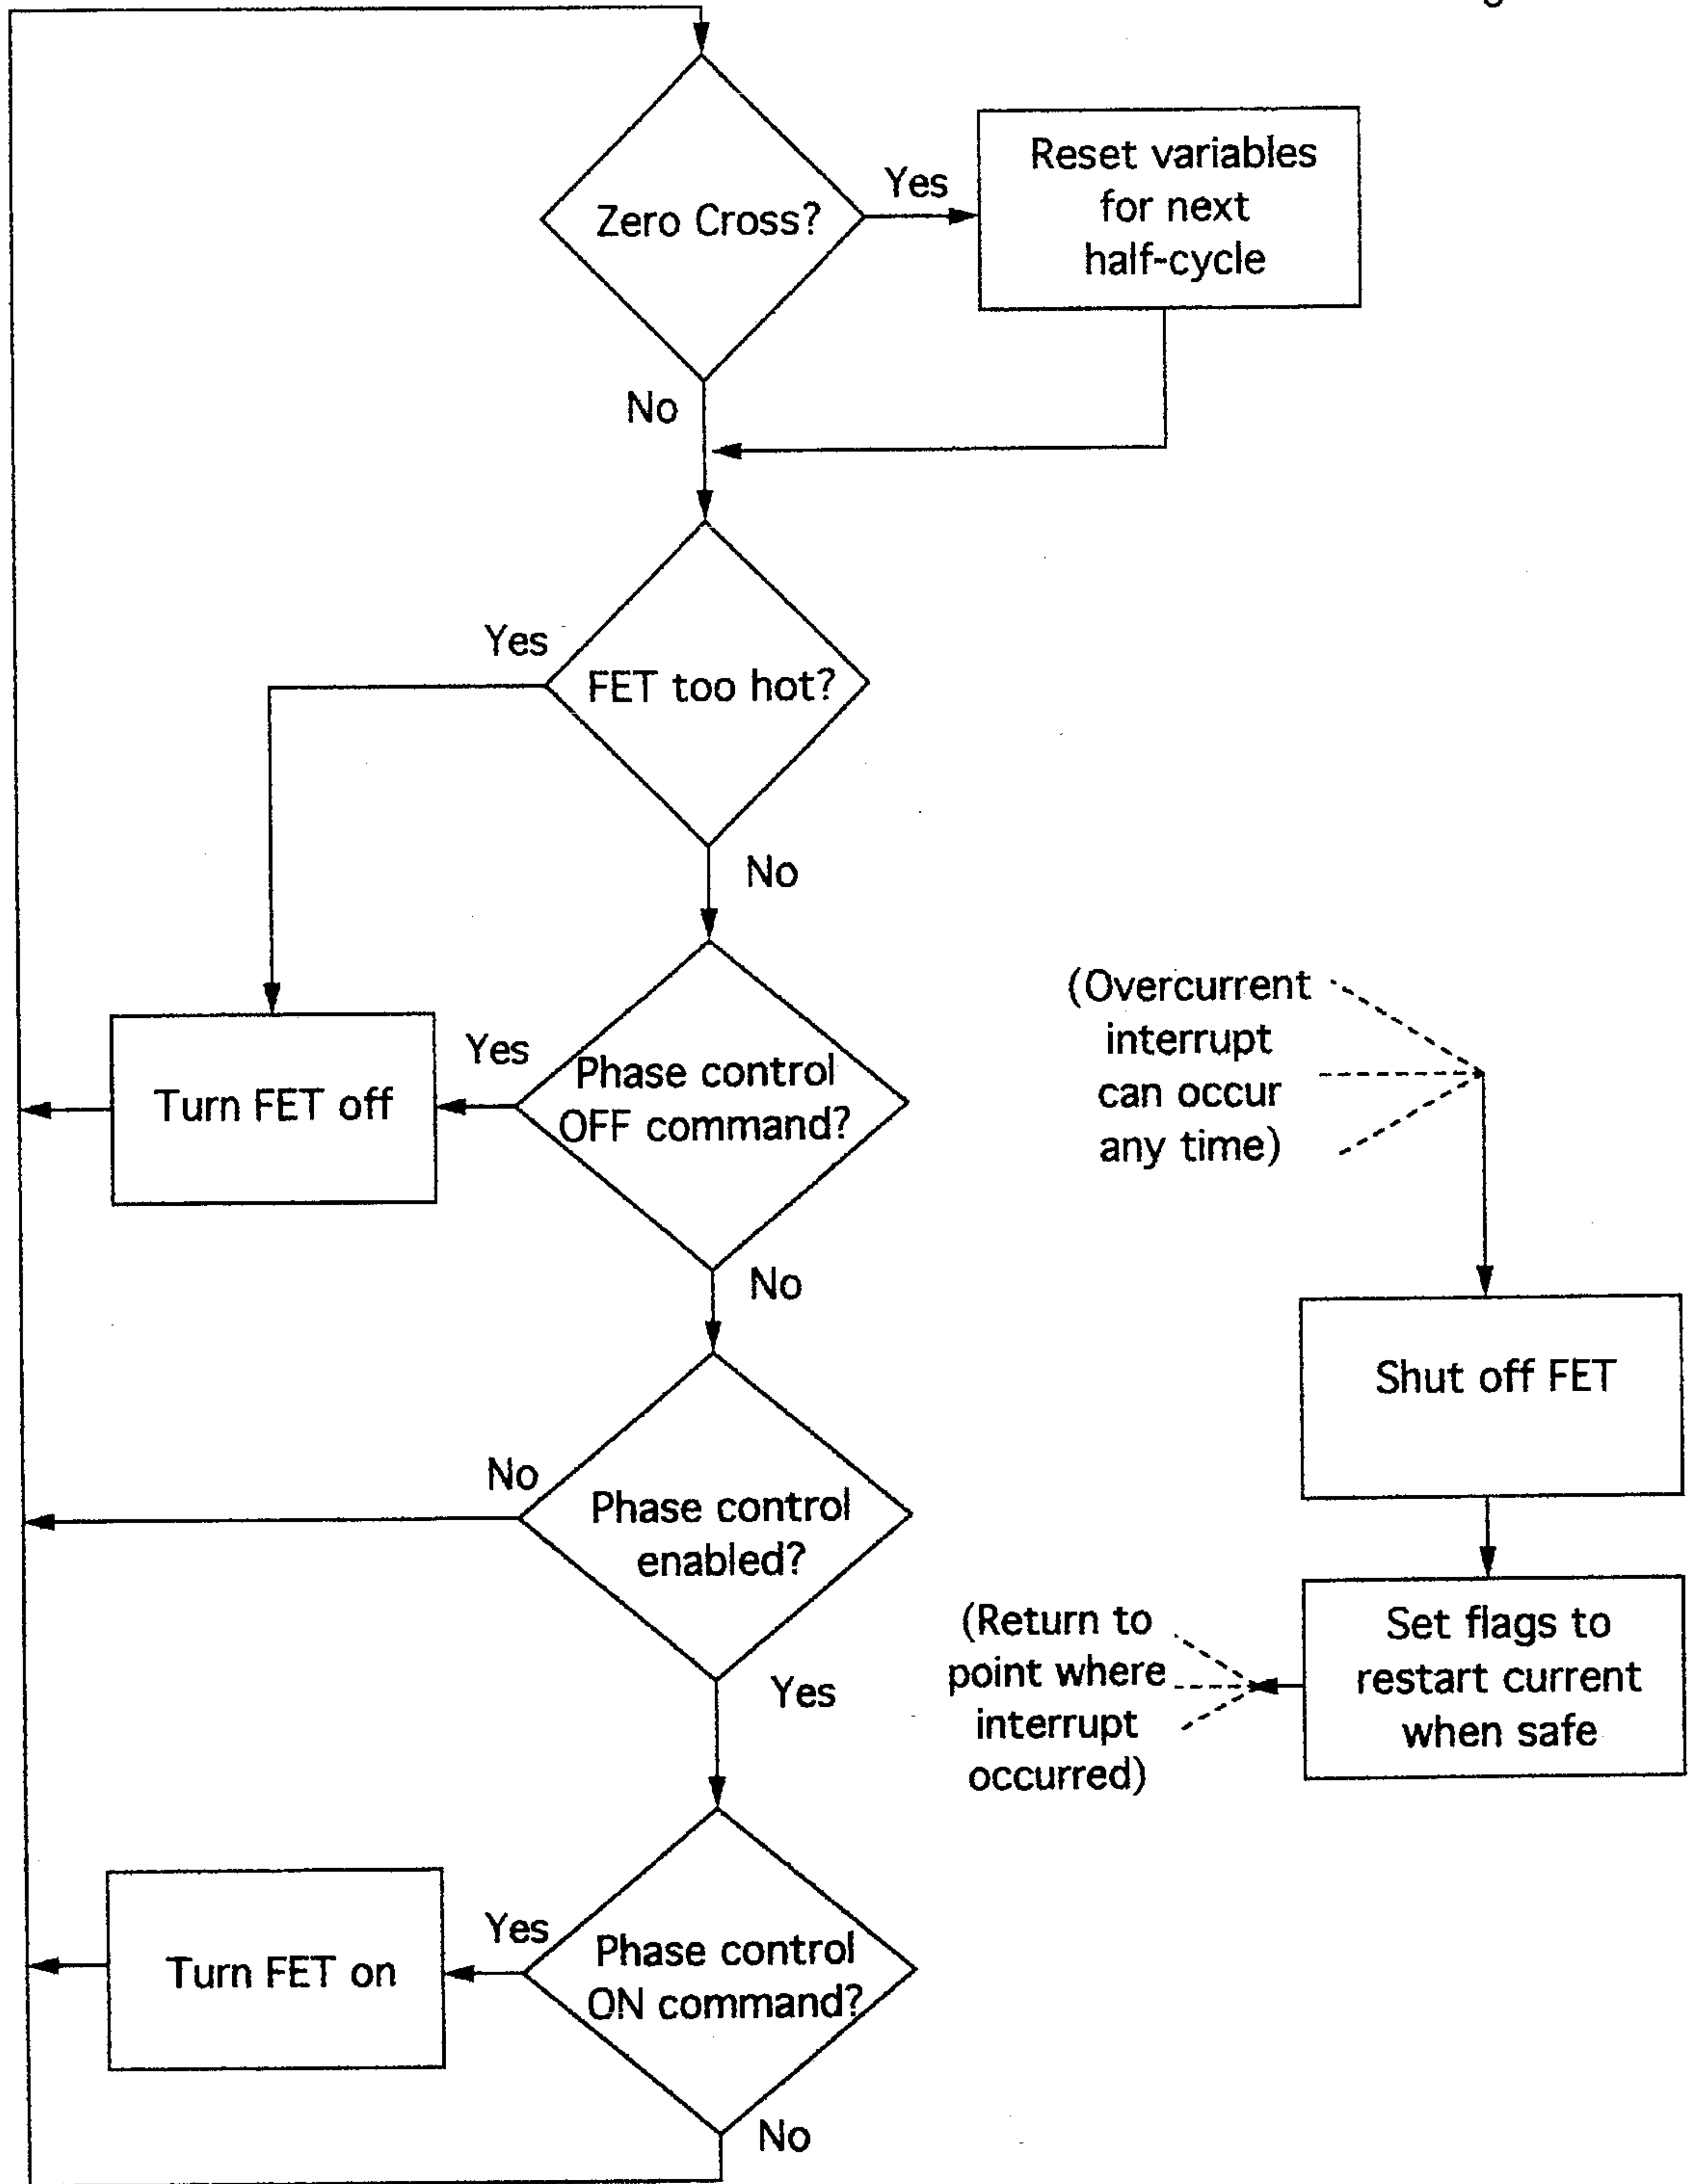 Yes
Reset variables
for next
half-cycle
Zero Cross?
No
Yes
FET too hot?
No
(Overcurrent
interrupt
can occur
any time)
Yes
Phase control
OFF command?
Turn FET off
No
Shut off FET
No
Phase control
enabled?
Yes
(Return to
point where
interrupt
occurred)
Set flags to
restart current
when safe
Yes
Phase control
ON command?
Turn FET on
No